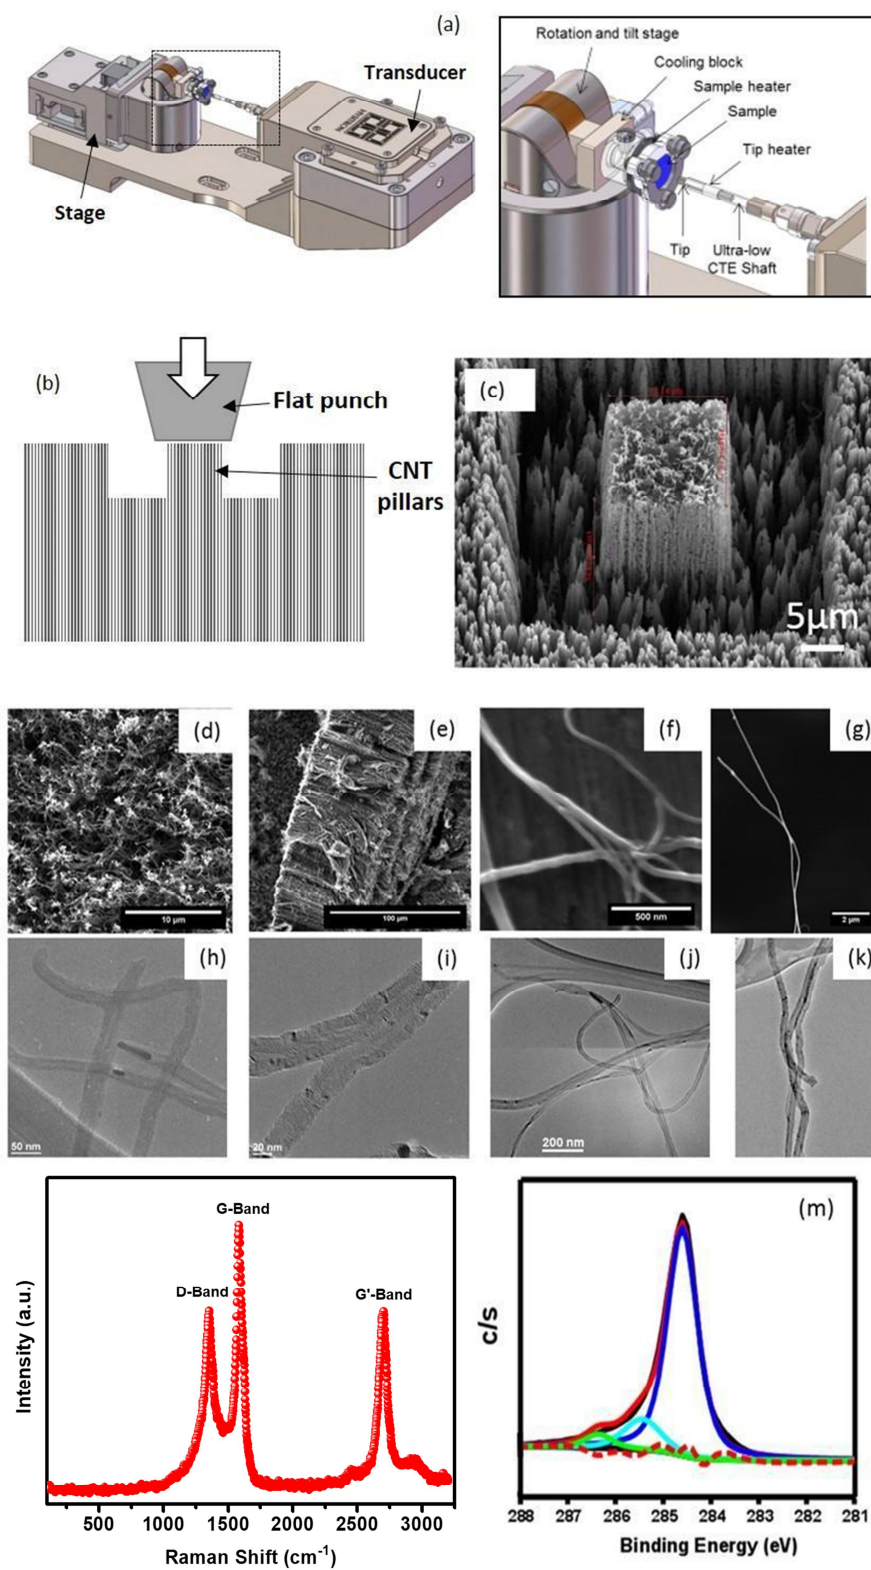 (a)
Transducer
Stage
HYSITRON
Rotation and tilt stage
Cooling block
Sample heater
Sample
Tip heater
Tip
Ultra-low
CTE Shaft
(b)
Flat punch
CNT
pillars
(c)
5µm
(d)
10 µm
(e)
100 µm
(f)
500 nm
(g)
2 µm
(h)
50 nm
(i)
20 nm
(j)
200 nm
(k)
G-Band
D-Band
G'-Band
Intensity (a.u.)
500 1000 1500 2000 2500 3000
Raman Shift (cm-1)
(m)
c/s
288 287 286 285 284 283 282 281
Binding Energy (eV)